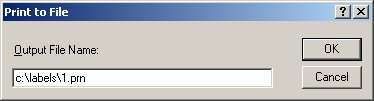 Print to File
Output File Name:
OK
c:\labels\1.prn
Cancel